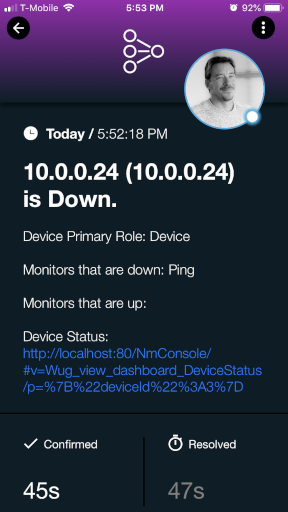 T-Mobile 5:53 PM 92%
Today / 5:52:18 PM
10.0.0.24 (10.0.0.24)
is Down.
Device Primary Role: Device
Monitors that are down: Ping
Monitors that are up:
Device Status:
http://localhost:80/NmConsole/
#v=Wug_view_dashboard_DeviceStatus
/p=%7B%22deviceId%22%3A3%7D
Confirmed Resolved
45s 47s